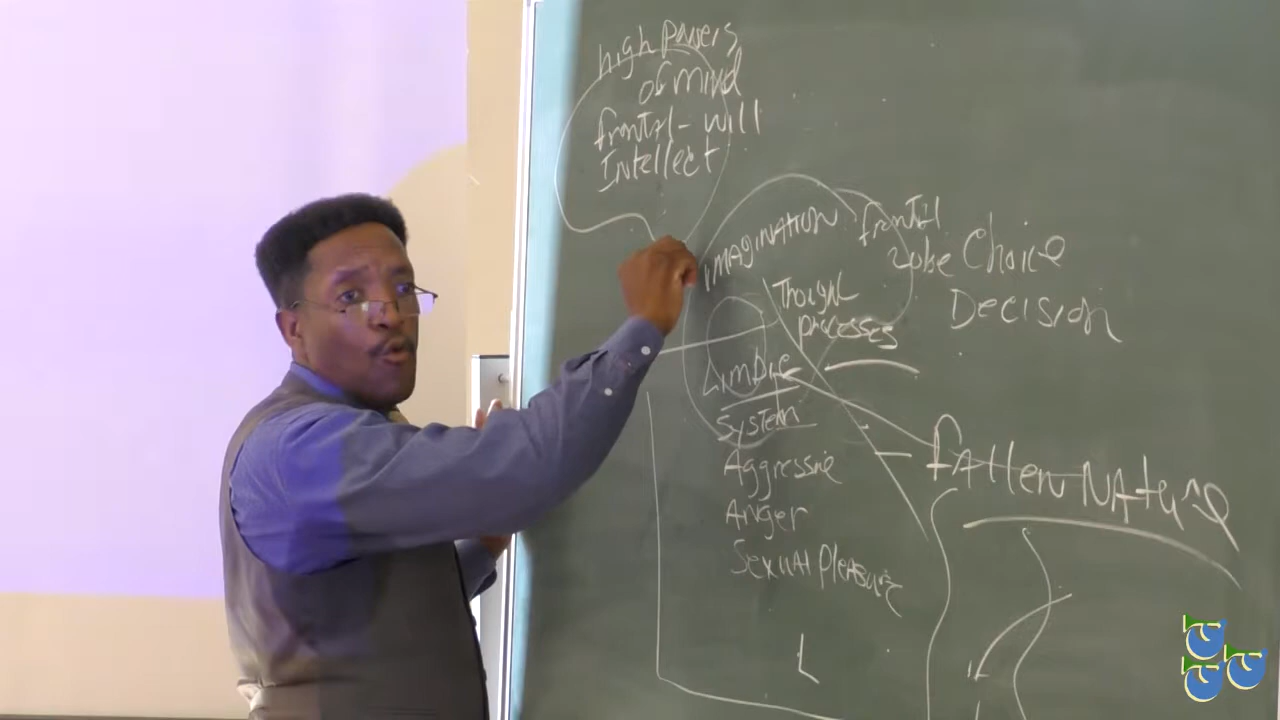 high powers
of mind
frontal - will
Intellect
IMAGINATION
frontal
lobe
Choice
Decision
Thought
processes
Limbic
System
Aggressive
Anger
Sexual Pleasure
fallen Nature